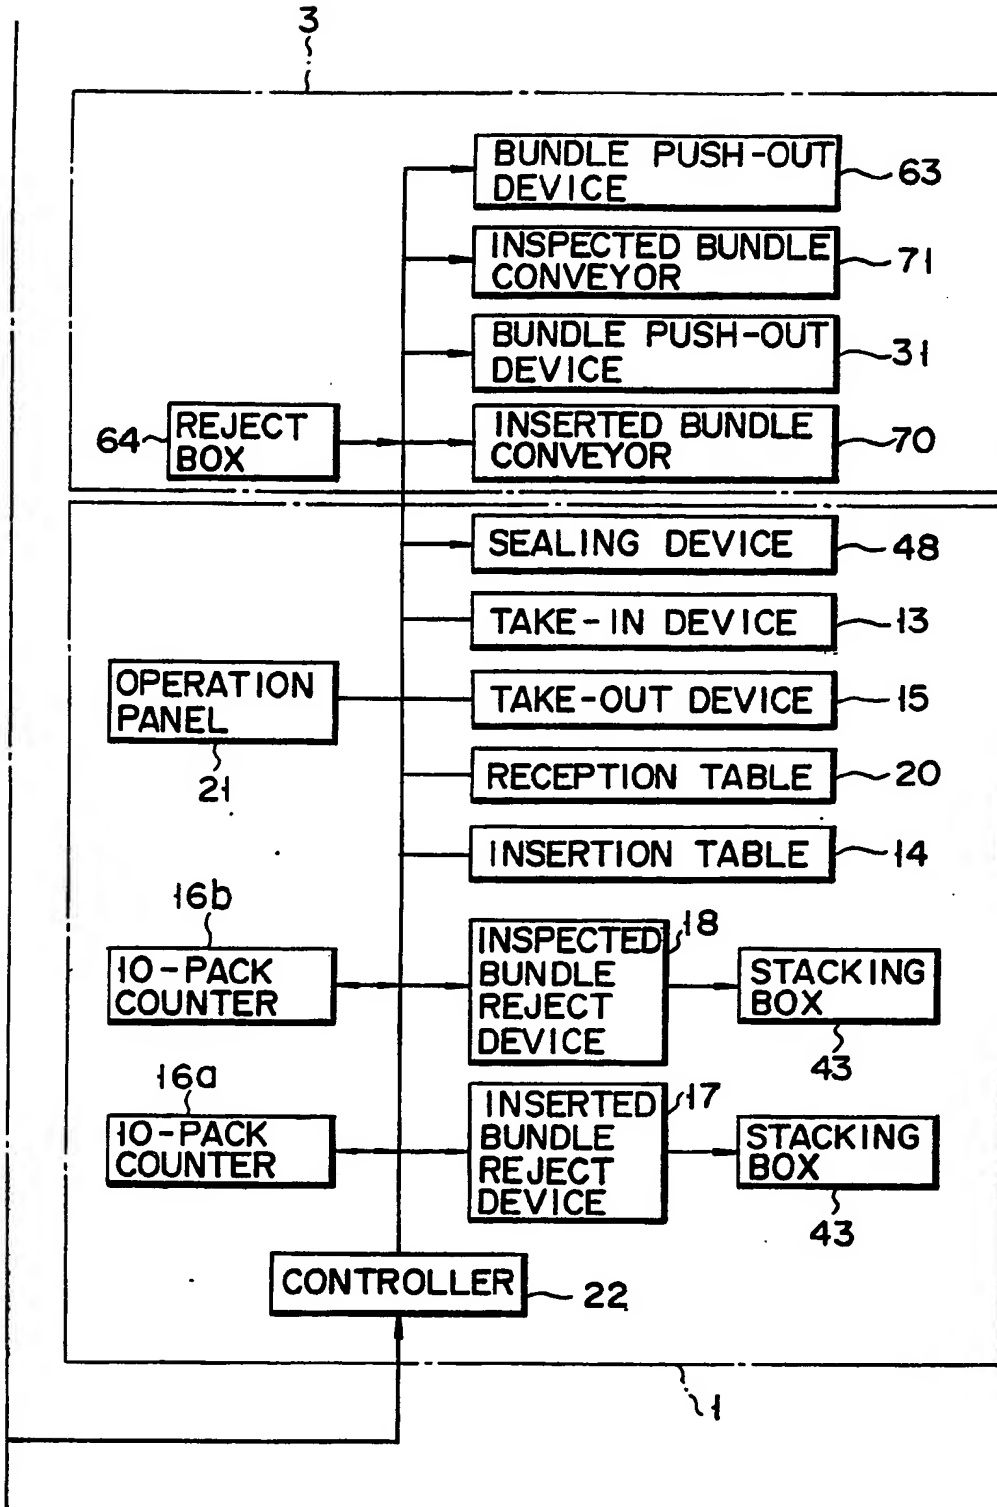 3
BUNDLE PUSH-OUT
DEVICE
63
INSPECTED BUNDLE
CONVEYOR
71
BUNDLE PUSH-OUT
DEVICE
31
64
REJECT
BOX
INSERTED BUNDLE
CONVEYOR
70
SEALING DEVICE
48
TAKE-IN DEVICE
13
OPERATION
PANEL
21
TAKE-OUT DEVICE
15
RECEPTION TABLE
20
INSERTION TABLE
14
16b
10-PACK
COUNTER
INSPECTED
BUNDLE
REJECT
DEVICE
18
STACKING
BOX
43
16a
10-PACK
COUNTER
INSERTED
BUNDLE
REJECT
DEVICE
17
STACKING
BOX
43
CONTROLLER
22
1